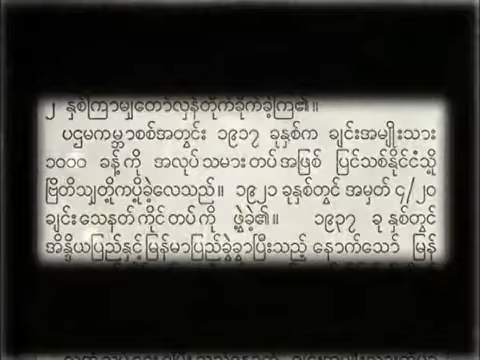 ၂ နှစ်ကြာမျှတော်လှန်တိုက်ခိုက်ခဲ့ကြ၏။
ပဌမကမ္ဘာစစ်အတွင်း ၁၉၁၇ ခုနှစ်က ချင်းအမျိုးသား
၁၀၀၀ ခန့်ကို အလုပ်သမားတပ်အဖြစ် ပြင်သစ်နိုင်ငံသို့
ဗြိတိသျှတို့ကပို့ခဲ့လေသည်။ ၁၉၂၁ ခုနှစ်တွင် အမှတ် ၄/၂၀
ချင်းသေနတ်ကိုင်တပ်ကို ဖွဲ့ခဲ့၏။ ၁၉၃၇ ခုနှစ်တွင်
အိန္ဒိယပြည်နှင့်မြန်မာပြည်ခွဲခွာပြီးသည့်နောက်သော် မြန်